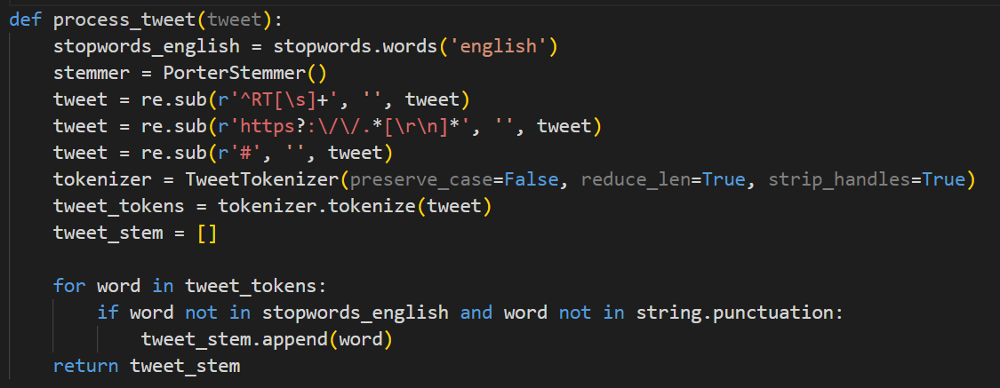 def process_tweet(tweet):
    stopwords_english = stopwords.words('english')
    stemmer = PorterStemmer()
    tweet = re.sub(r'^RT[\s]+', '', tweet)
    tweet = re.sub(r'https?:\/\/.*[\r\n]*', '', tweet)
    tweet = re.sub(r'#', '', tweet)
    tokenizer = TweetTokenizer(preserve_case=False, reduce_len=True, strip_handles=True)
    tweet_tokens = tokenizer.tokenize(tweet)
    tweet_stem = []

    for word in tweet_tokens:
        if word not in stopwords_english and word not in string.punctuation:
            tweet_stem.append(word)
    return tweet_stem